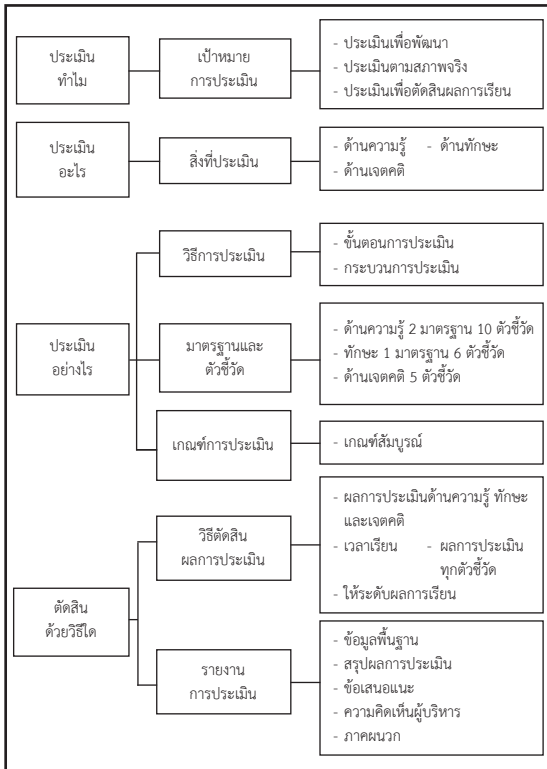 ประเมิน
ทำไม
เป้าหมาย
การประเมิน
- ประเมินเพื่อพัฒนา
- ประเมินตามสภาพจริง
- ประเมินเพื่อตัดสินผลการเรียน
ประเมิน
อะไร
สิ่งที่ประเมิน
- ด้านความรู้ - ด้านทักษะ
- ด้านเจตคติ
ประเมิน
อย่างไร
วิธีการประเมิน
- ขั้นตอนการประเมิน
- กระบวนการประเมิน
มาตรฐานและ
ตัวชี้วัด
- ด้านความรู้ 2 มาตรฐาน 10 ตัวชี้วัด
- ทักษะ 1 มาตรฐาน 6 ตัวชี้วัด
- ด้านเจตคติ 5 ตัวชี้วัด
เกณฑ์การประเมิน
- เกณฑ์สัมบูรณ์
ตัดสิน
ด้วยวิธีใด
วิธีตัดสิน
ผลการประเมิน
- ผลการประเมินด้านความรู้ ทักษะ
และเจตคติ
- เวลาเรียน - ผลการประเมิน
ทุกตัวชี้วัด
- ให้ระดับผลการเรียน
รายงาน
การประเมิน
- ข้อมูลพื้นฐาน
- สรุปผลการประเมิน
- ข้อเสนอแนะ
- ความคิดเห็นผู้บริหาร
- ภาคผนวก